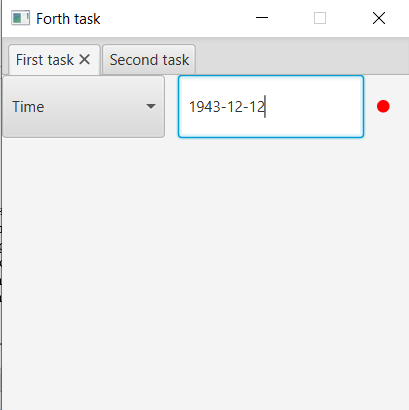 Forth task
First task
Second task
Time
1943-12-12